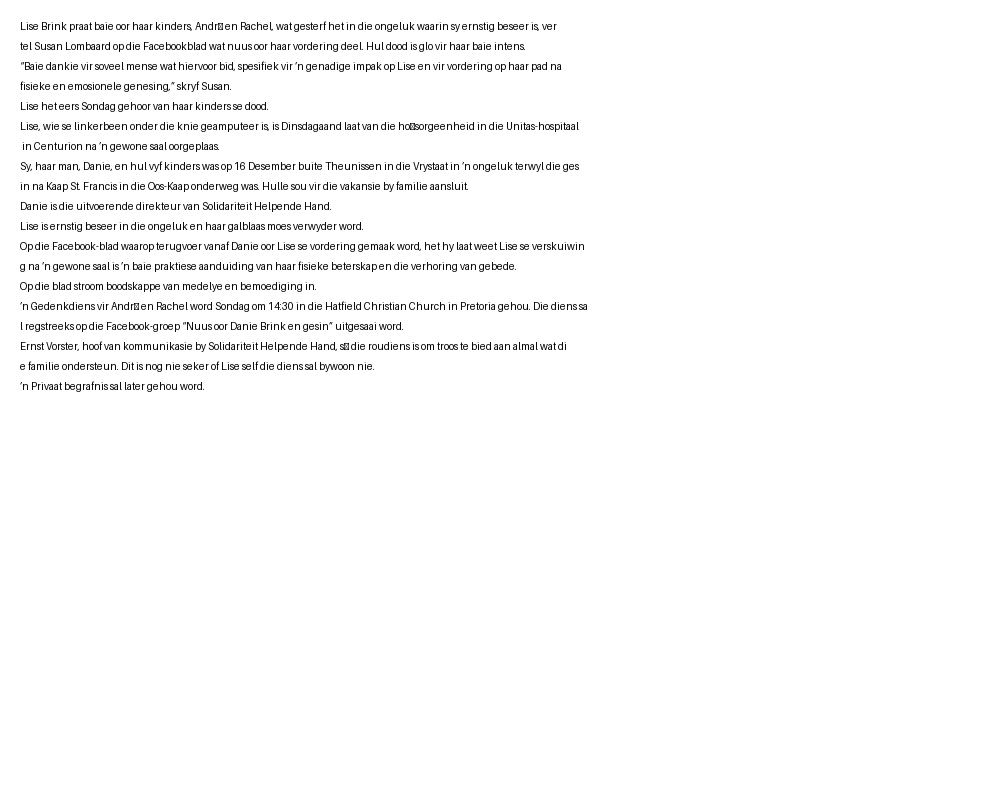 Lise Brink praat baie oor haar kinders, Andr□ en Rachel, wat gesterf het in die ongeluk waarin sy ernstig beseer is, ver
tel Susan Lombaard op die Facebookblad wat nuus oor haar vordering deel. Hul dood is glo vir haar baie intens.
“Baie dankie vir soveel mense wat hiervoor bid, spesifiek vir ’n genadige impak op Lise en vir vordering op haar pad na
fisieke en emosionele genesing,” skryf Susan.
Lise het eers Sondag gehoor van haar kinders se dood.
Lise, wie se linkerbeen onder die knie geamputeer is, is Dinsdagaand laat van die ho□sorgeenheid in die Unitas-hospitaal
in Centurion na ’n gewone saal oorgeplaas.
Sy, haar man, Danie, en hul vyf kinders was op 16 Desember buite Theunissen in die Vrystaat in ’n ongeluk terwyl die ges
in na Kaap St. Francis in die Oos-Kaap onderweg was. Hulle sou vir die vakansie by familie aansluit.
Danie is die uitvoerende direkteur van Solidariteit Helpende Hand.
Lise is ernstig beseer in die ongeluk en haar galblaas moes verwyder word.
Op die Facebook-blad waarop terugvoer vanaf Danie oor Lise se vordering gemaak word, het hy laat weet Lise se verskuiwin
g na ’n gewone saal is ’n baie praktiese aanduiding van haar fisieke beterskap en die verhoring van gebede.
Op die blad stroom boodskappe van medelye en bemoediging in.
’n Gedenkdiens vir Andr□ en Rachel word Sondag om 14:30 in die Hatfield Christian Church in Pretoria gehou. Die diens sa
l regstreeks op die Facebook-groep “Nuus oor Danie Brink en gesin” uitgesaai word.
Ernst Vorster, hoof van kommunikasie by Solidariteit Helpende Hand, s□ die roudiens is om troos te bied aan almal wat di
e familie ondersteun. Dit is nog nie seker of Lise self die diens sal bywoon nie.
’n Privaat begrafnis sal later gehou word.